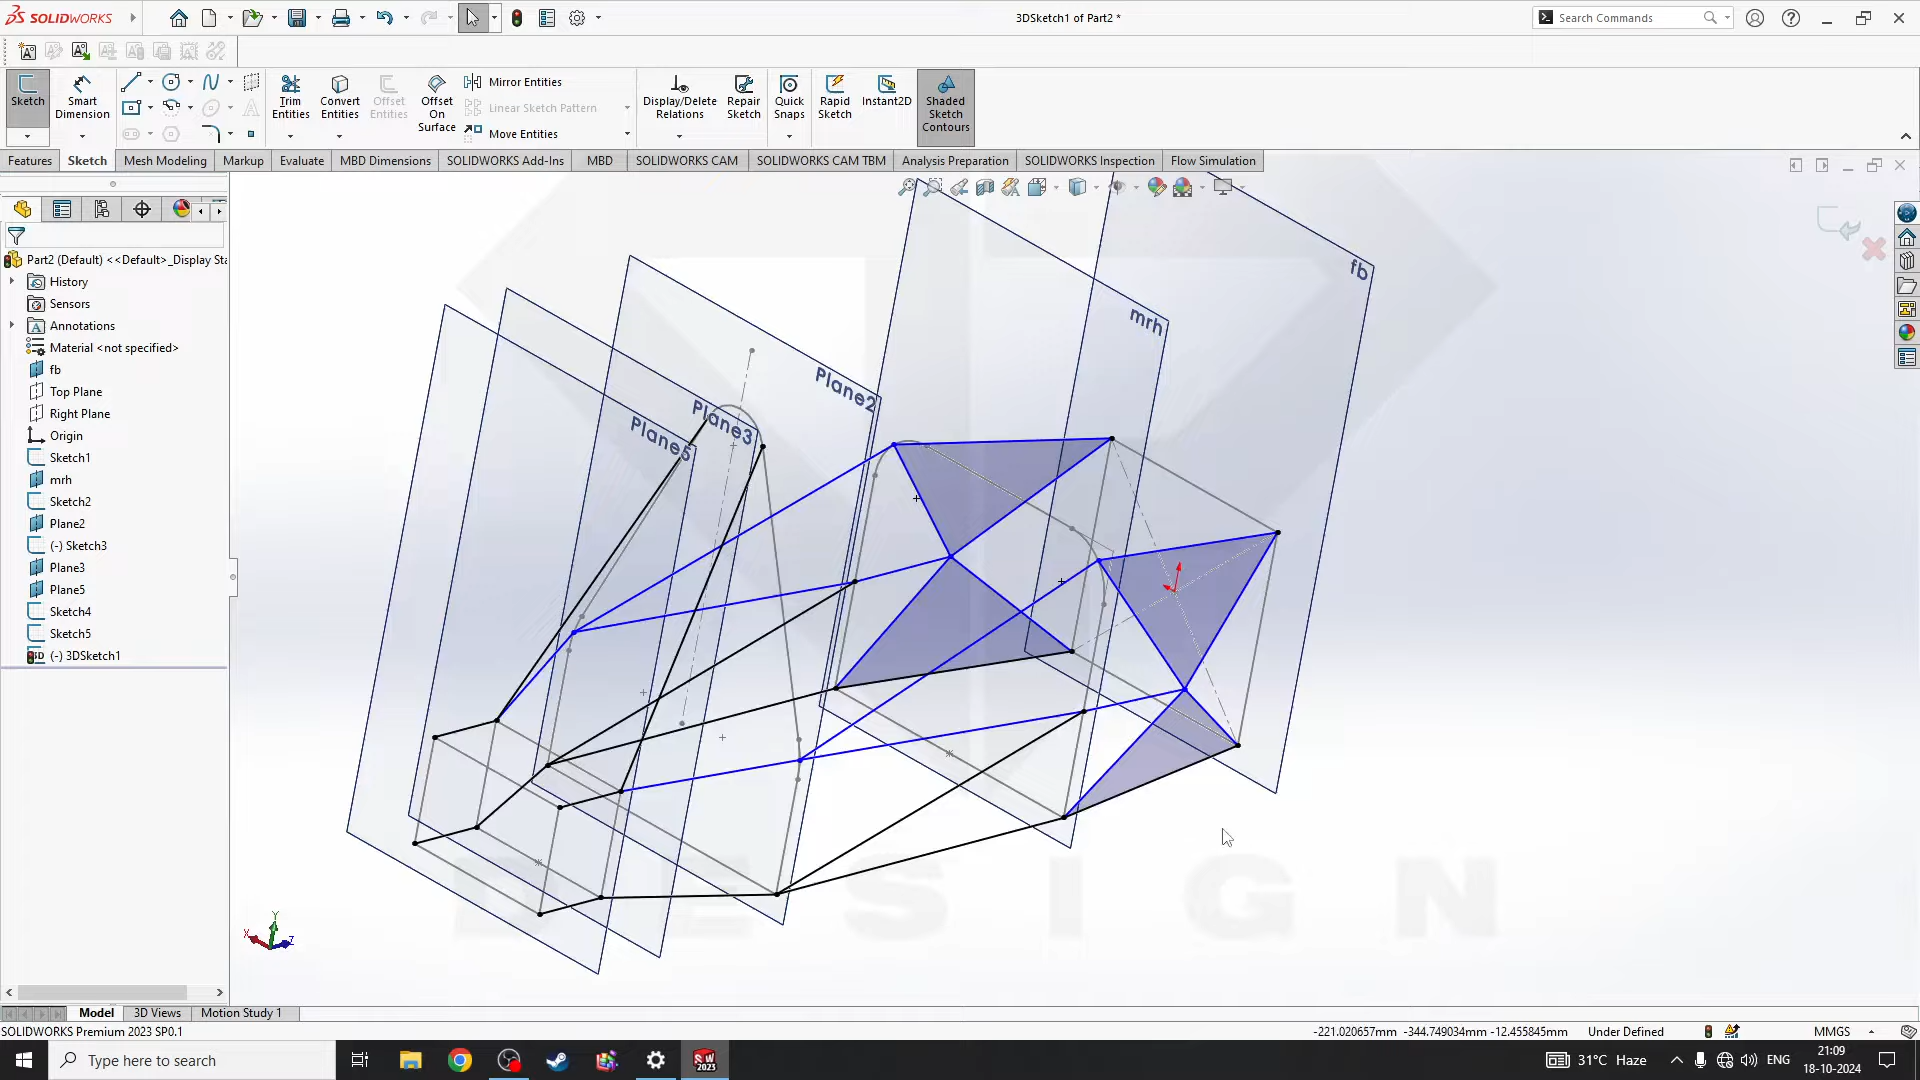 SOLIDWORKS
3DSketch1 of Part2 *
Search Commands
Sketch
Smart Dimension
Trim Entities
Convert Entities
Offset Entities
Offset On Surface
Mirror Entities
Linear Sketch Pattern
Move Entities
Display/Delete Relations
Repair Sketch
Quick Snaps
Rapid Sketch
Instant2D
Shaded Sketch Contours
Features
Sketch
Mesh Modeling
Markup
Evaluate
MBD Dimensions
SOLIDWORKS Add-Ins
MBD
SOLIDWORKS CAM
SOLIDWORKS CAM TBM
Analysis Preparation
SOLIDWORKS Inspection
Flow Simulation
Part2 (Default) <<Default>_Display Sta
History
Sensors
Annotations
Material <not specified>
fb
Top Plane
Right Plane
Origin
Sketch1
mrh
Sketch2
Plane2
(-) Sketch3
Plane3
Plane5
Sketch4
Sketch5
(-) 3DSketch1
fb
mrh
Plane2
Plane3
Plane5
DESIGN
Y
X
Z
Model
3D Views
Motion Study 1
SOLIDWORKS Premium 2023 SP0.1
-221.020657mm -344.749034mm -12.455845mm
Under Defined
MMGS
Type here to search
SW
2023
31°C Haze
ENG
21:09
18-10-2024